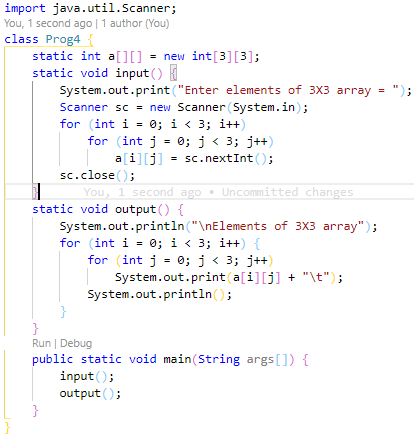 import java.util.Scanner;
You, 1 second ago | 1 author (You)
class Prog4 {
    static int a[][] = new int[3][3];
    static void input() {
        System.out.print("Enter elements of 3X3 array = ");
        Scanner sc = new Scanner(System.in);
        for (int i = 0; i < 3; i++)
            for (int j = 0; j < 3; j++)
                a[i][j] = sc.nextInt();
        sc.close();
    }      You, 1 second ago • Uncommitted changes
    static void output() {
        System.out.println("\nElements of 3X3 array");
        for (int i = 0; i < 3; i++) {
            for (int j = 0; j < 3; j++)
                System.out.print(a[i][j] + "\t");
            System.out.println();
        }
    }
    Run | Debug
    public static void main(String args[]) {
        input();
        output();
    }
}